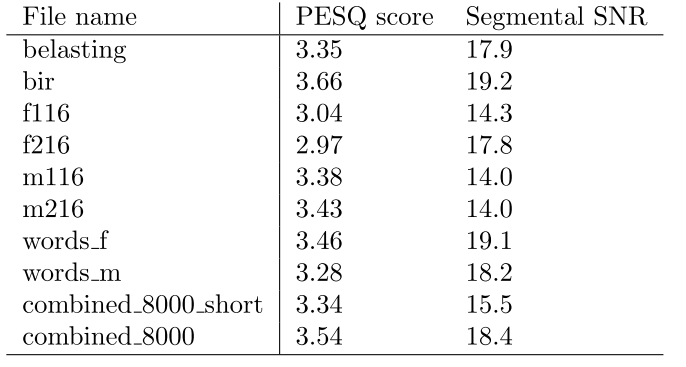 File name PESQ score Segmental SNR
belasting 3.35 17.9
bir 3.66 19.2
f116 3.04 14.3
f216 2.97 17.8
m116 3.38 14.0
m216 3.43 14.0
words_f 3.46 19.1
words_m 3.28 18.2
combined_8000_short 3.34 15.5
combined_8000 3.54 18.4